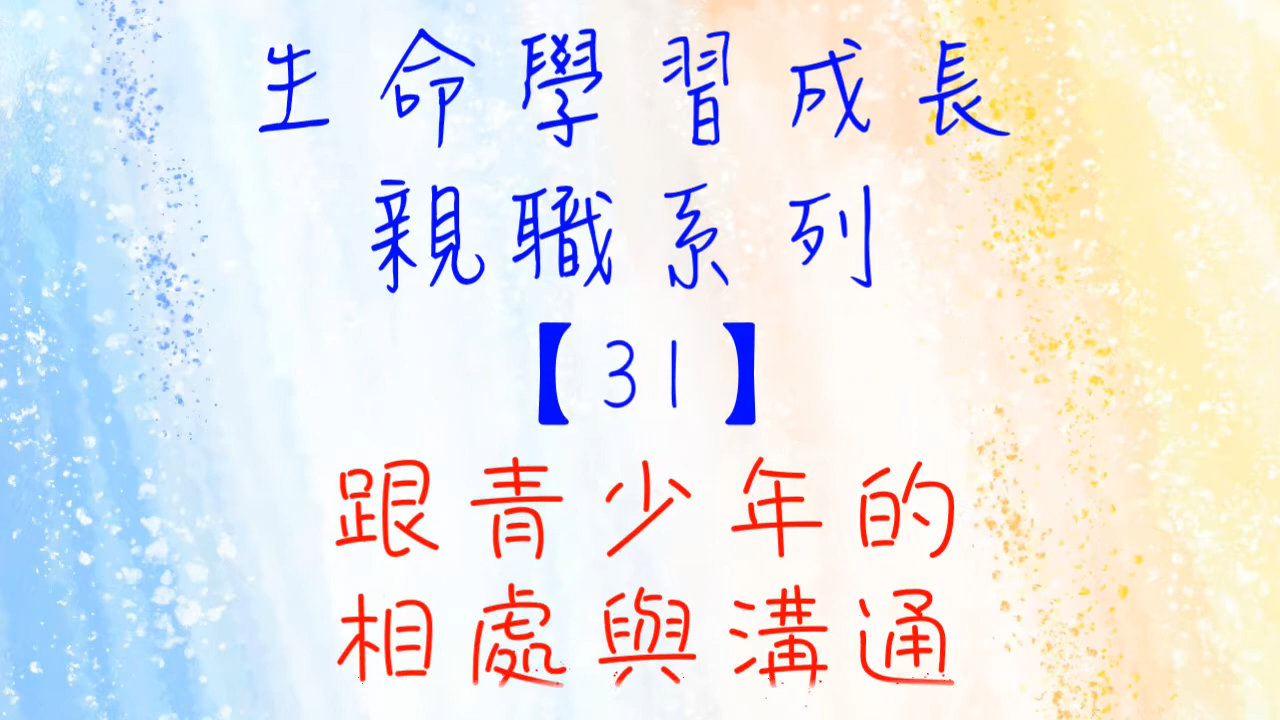 生命學習成長
親職系列
【31】
跟青少年的
相處與溝通